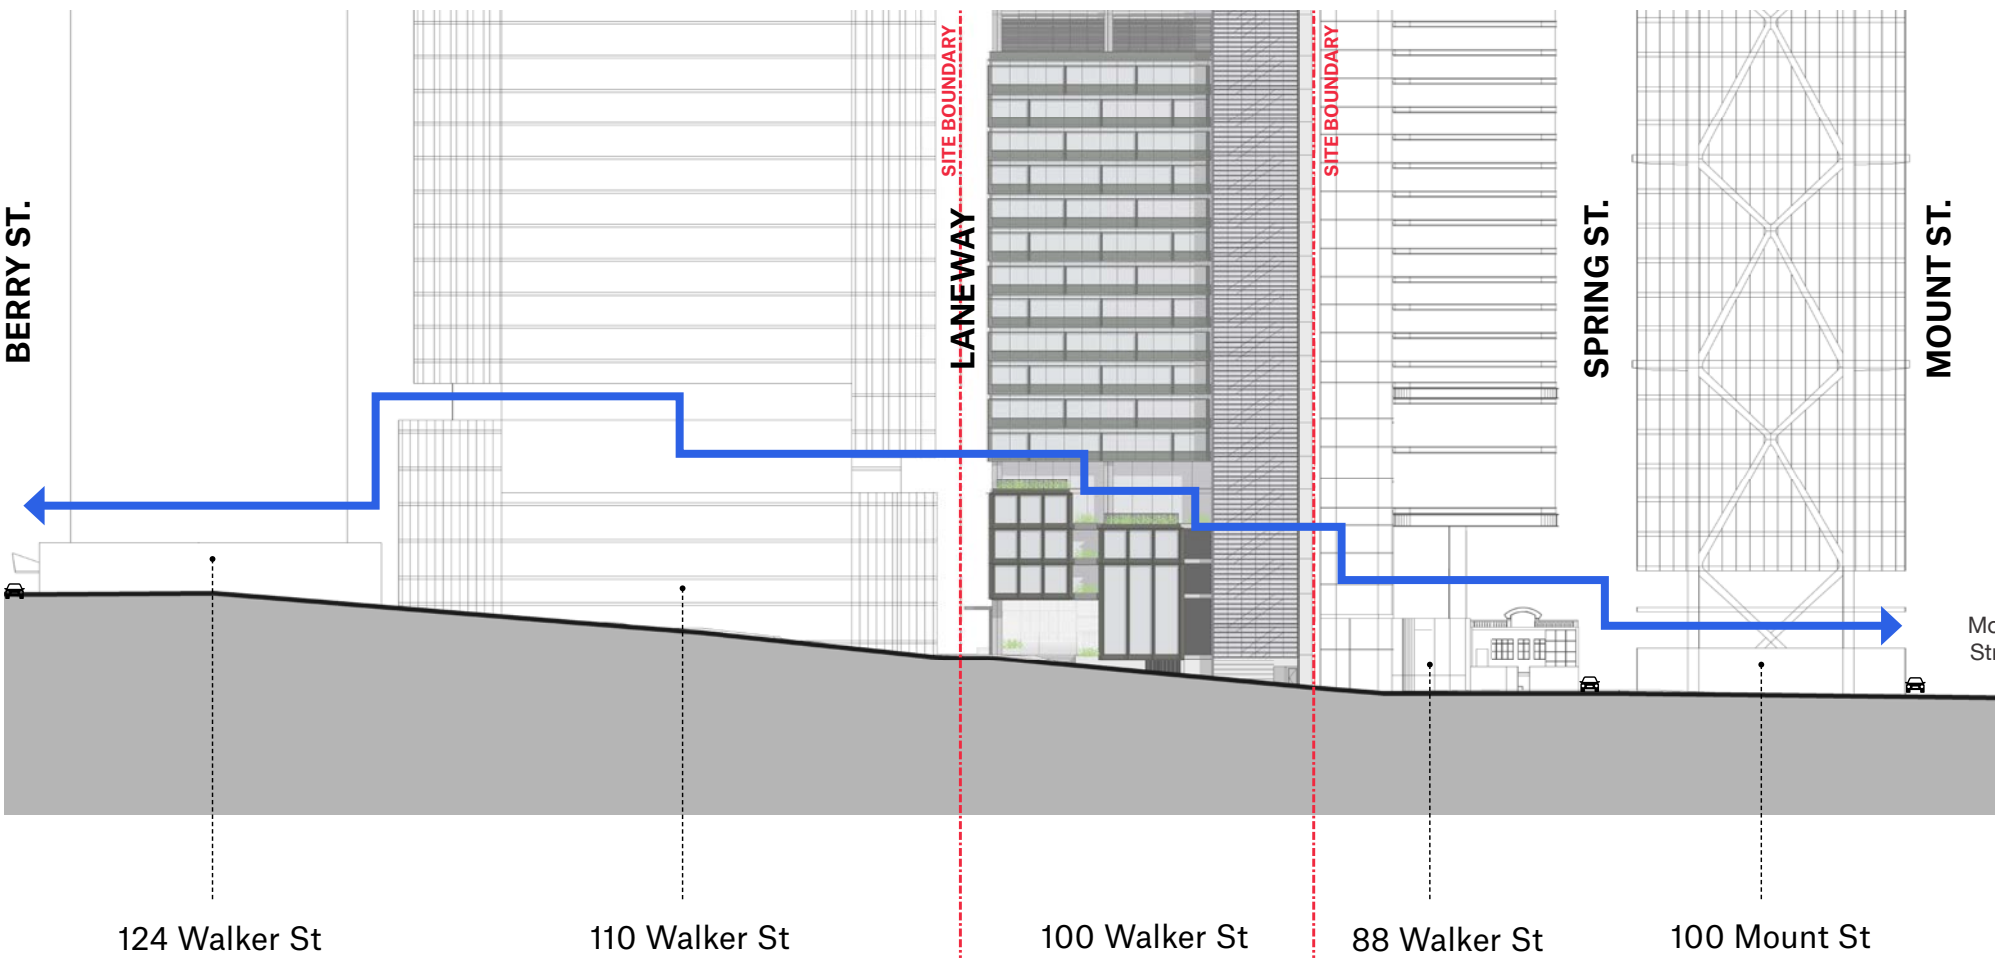 SITE BOUNDARY
SITE BOUNDARY
BERRY ST.
LANEWAY
SPRING ST.
MOUNT ST.
124 Walker St
110 Walker St
100 Walker St
88 Walker St
100 Mount St